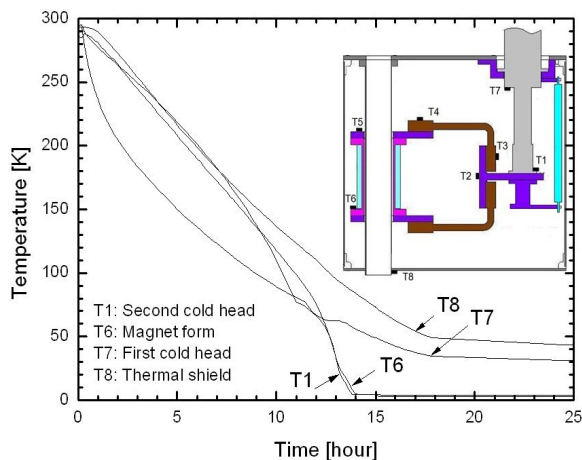 Temperature [K]
300
250
200
150
100
50
0
0
5
10
15
20
25
Time [hour]
T1: Second cold head
T6: Magnet form
T7: First cold head
T8: Thermal shield
T1
T6
T7
T8
T7
T4
T5
T3
T1
T2
T6
T8